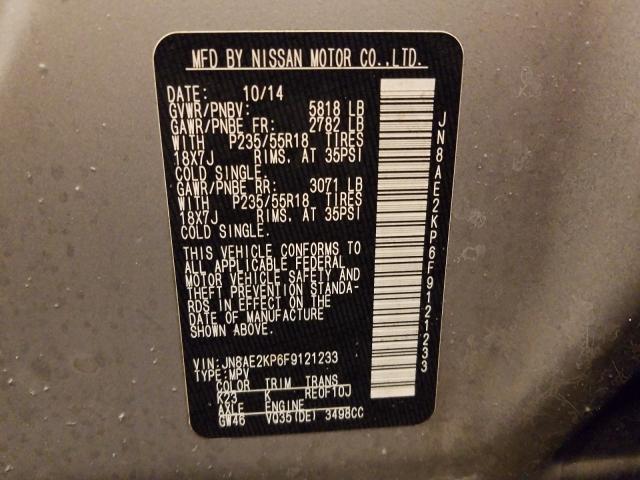 MFD BY NISSAN MOTOR CO.,LTD.
DATE: 10/14
GVWR/PNBV: 5818 LB
GAWR/PNBE FR: 2782 LB
WITH P235/55R18 TIRES
18X7J RIMS. AT 35PSI
COLD SINGLE.
GAWR/PNBE RR: 3071 LB
WITH P235/55R18 TIRES
18X7J RIMS. AT 35PSI
COLD SINGLE.
THIS VEHICLE CONFORMS TO
ALL APPLICABLE FEDERAL
MOTOR VEHICLE SAFETY AND
THEFT PREVENTION STANDA-
RDS IN EFFECT ON THE
DATE OF MANUFACTURE
SHOWN ABOVE.
VIN: JN8AE2KP6F9121233
TYPE: MPV
COLOR TRIM TRANS
K23 K RE0F10J
AXLE ENGINE
GW46 VQ35(DE) 3498CC
JN8AE2KP6F9121233